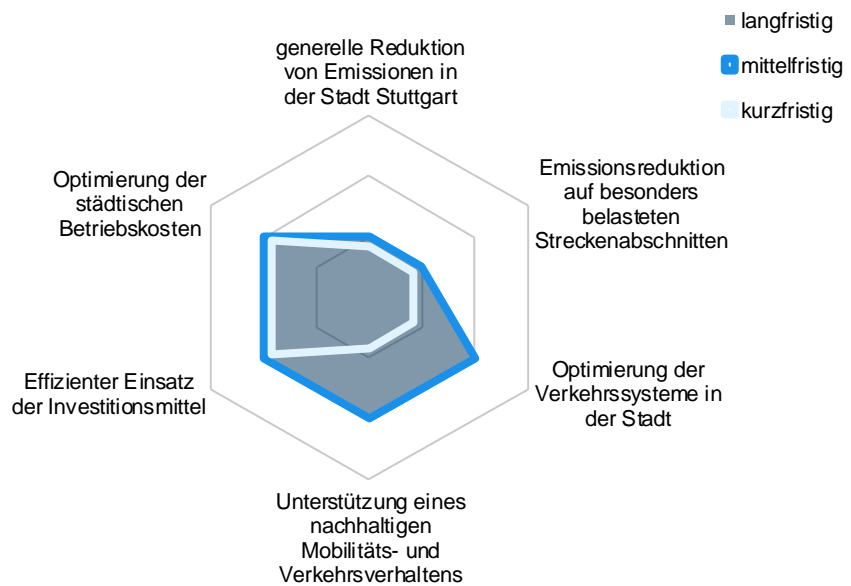 langfristig
mittelfristig
kurzfristig
generelle Reduktion
von Emissionen in
der Stadt Stuttgart
Emissionsreduktion
auf besonders
belasteten
Streckenabschnitten
Optimierung der
Verkehrssysteme in
der Stadt
Unterstützung eines
nachhaltigen
Mobilitäts- und
Verkehrsverhaltens
Effizienter Einsatz
der Investitionsmittel
Optimierung der
städtischen
Betriebskosten